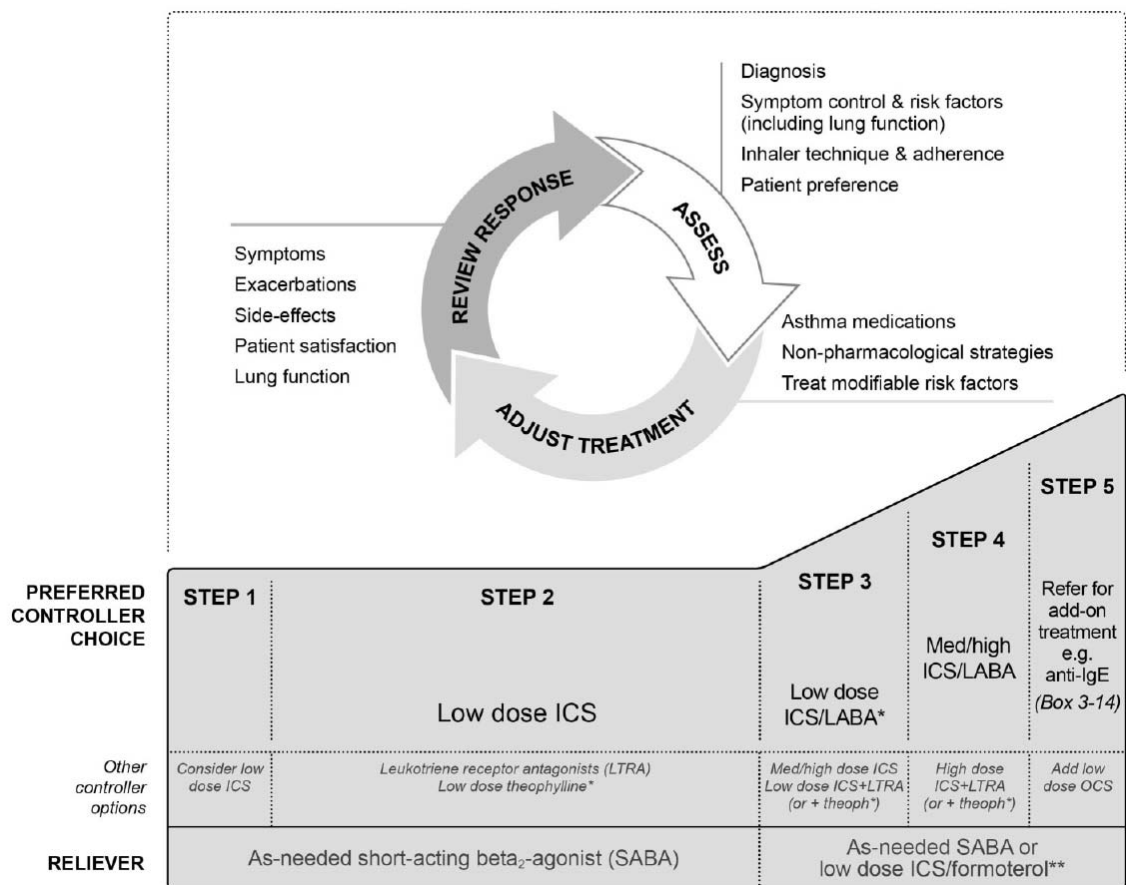 Diagnosis
Symptom control & risk factors
(including lung function)
Inhaler technique & adherence
Patient preference
REVIEW RESPONSE
ASSESS
ADJUST TREATMENT
Symptoms
Exacerbations
Side-effects
Patient satisfaction
Lung function
Asthma medications
Non-pharmacological strategies
Treat modifiable risk factors
PREFERRED
CONTROLLER
CHOICE
STEP 1
STEP 2
Low dose ICS
STEP 3
Low dose
ICS/LABA*
STEP 4
Med/high
ICS/LABA
STEP 5
Refer for
add-on
treatment
e.g.
anti-IgE
(Box 3-14)
Other
controller
options
Consider low
dose ICS
Leukotriene receptor antagonists (LTRA)
Low dose theophylline*
Med/high dose ICS
Low dose ICS+LTRA
(or + theoph*)
High dose
ICS+LTRA
(or + theoph*)
Add low
dose OCS
RELIEVER
As-needed short-acting beta₂-agonist (SABA)
As-needed SABA or
low dose ICS/formoterol**